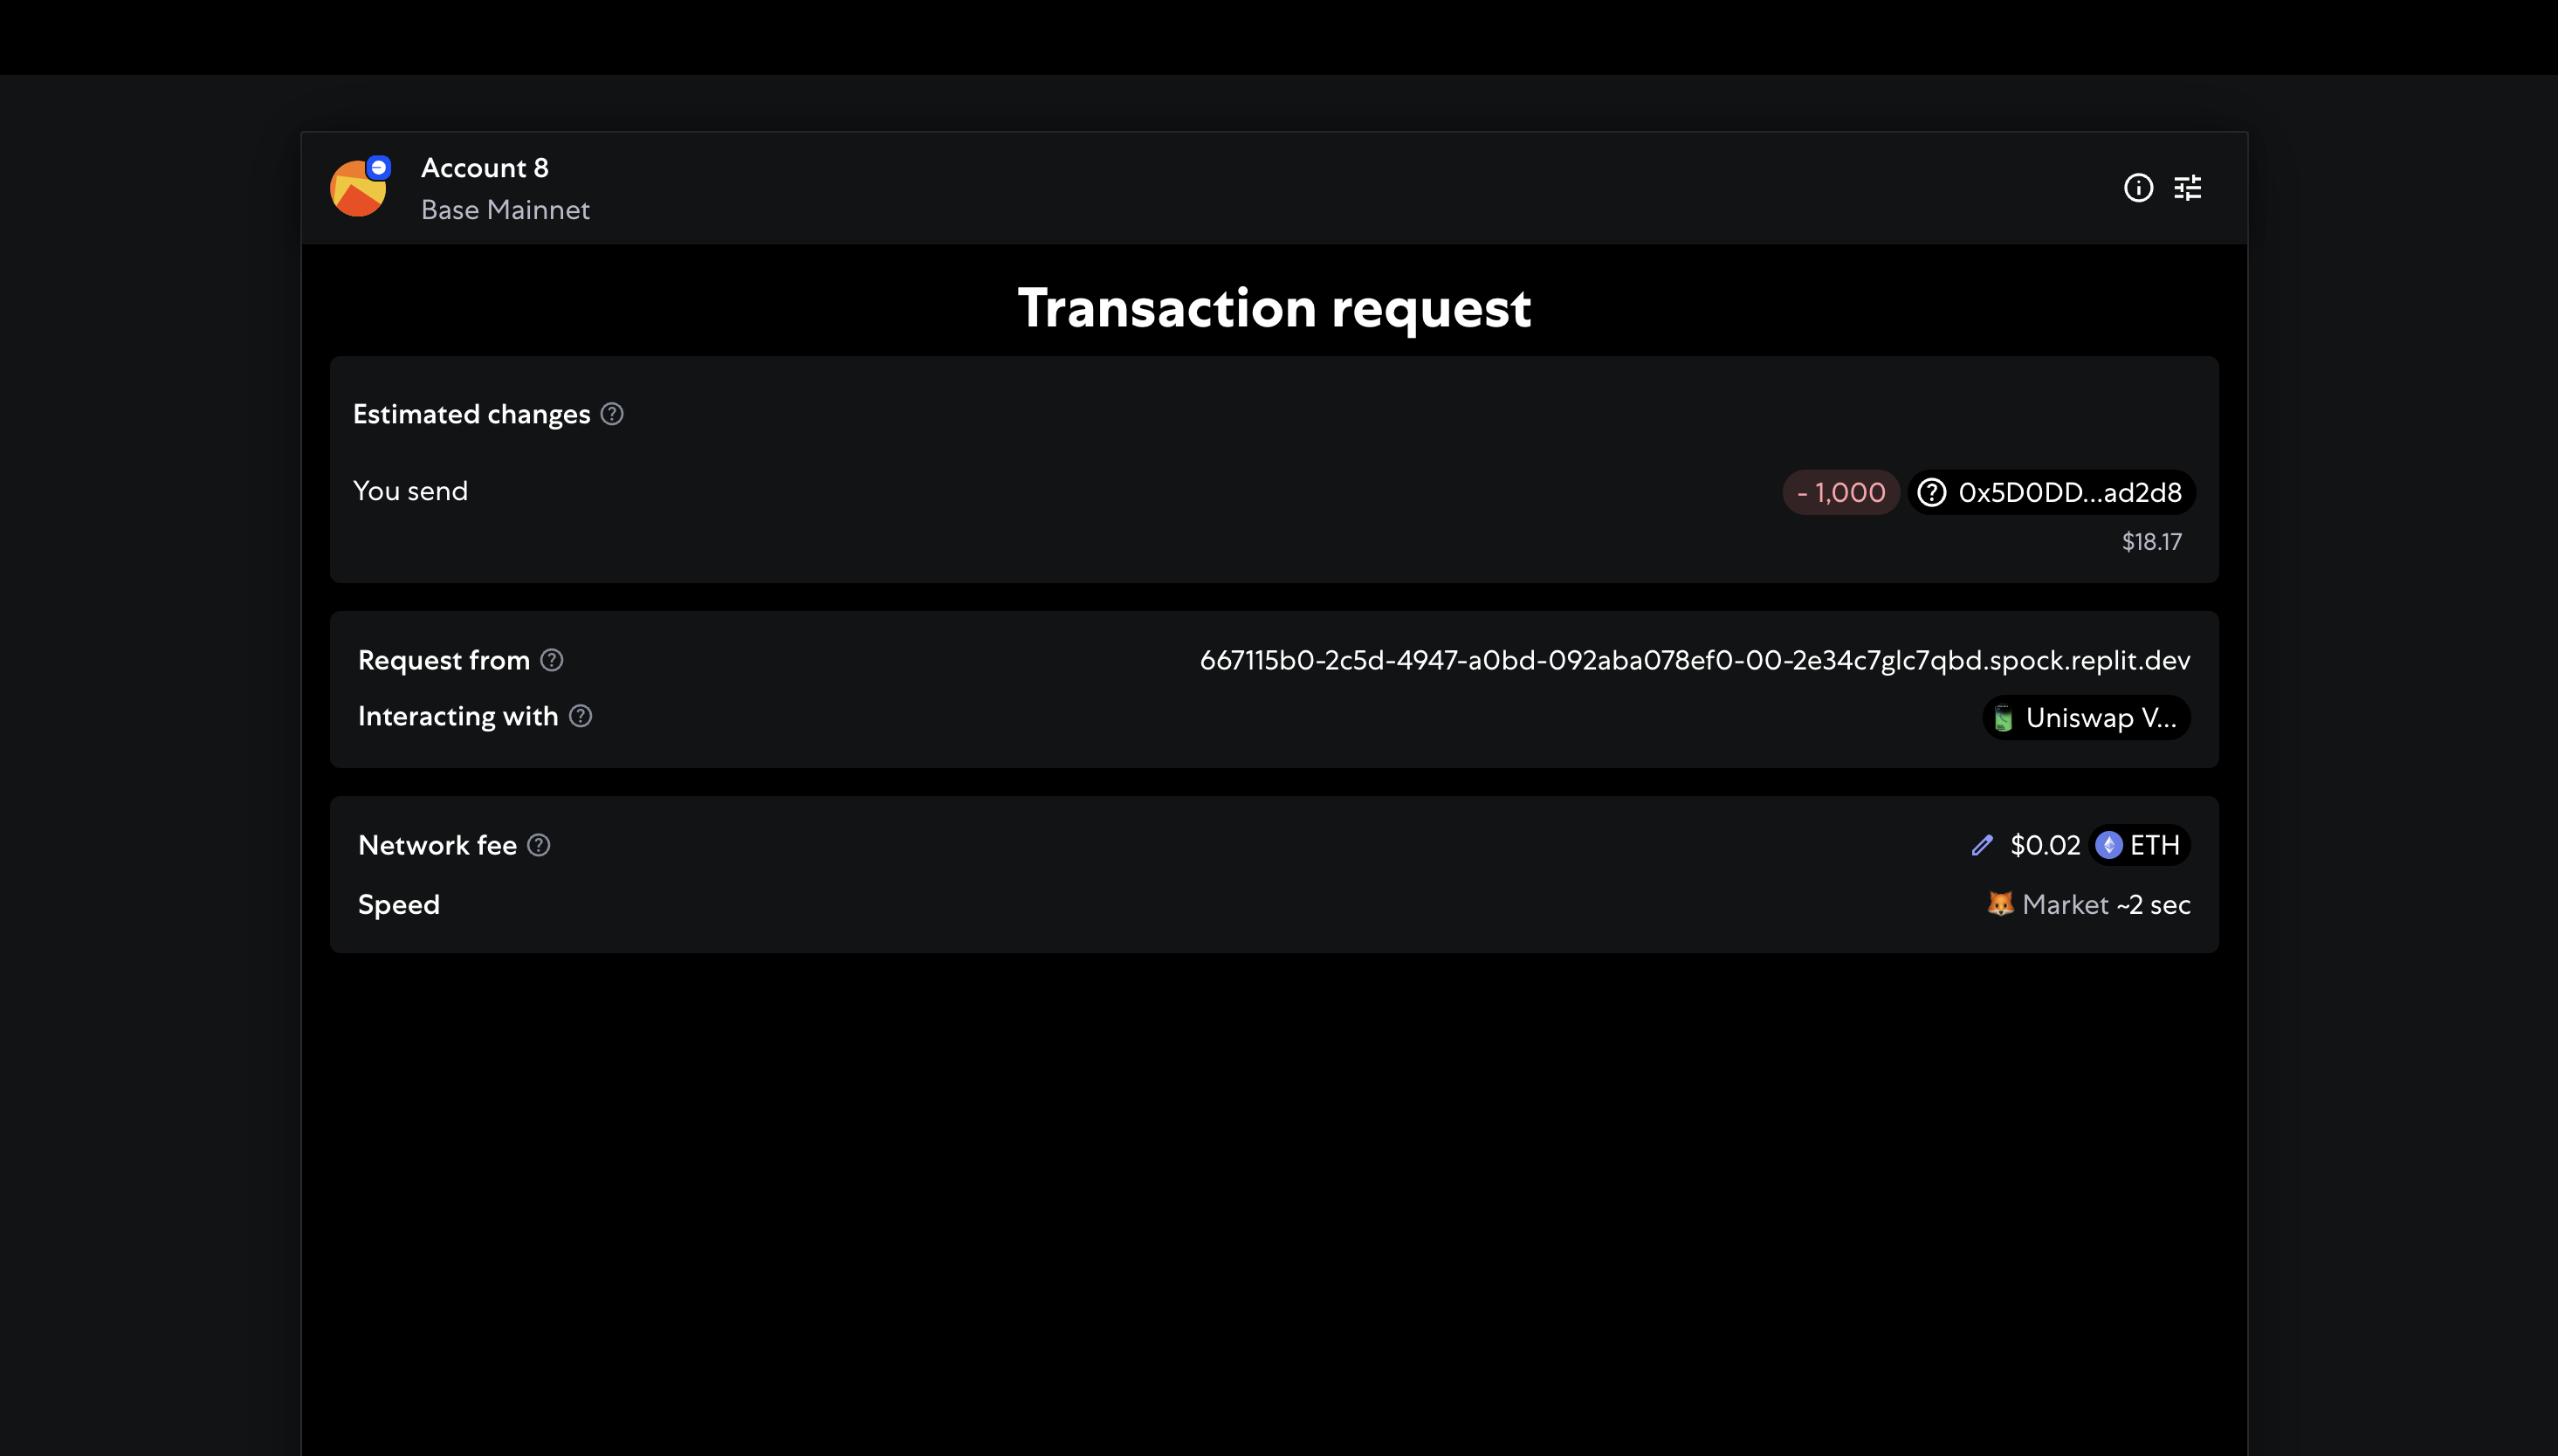 Account 8
Base Mainnet
Transaction request
Estimated changes
You send
- 1,000 0x5D0DD...ad2d8
$18.17
Request from 667115b0-2c5d-4947-a0bd-092aba078ef0-00-2e34c7glc7qbd.spock.replit.dev
Interacting with Uniswap V...
Network fee $0.02 ETH
Speed Market ~2 sec